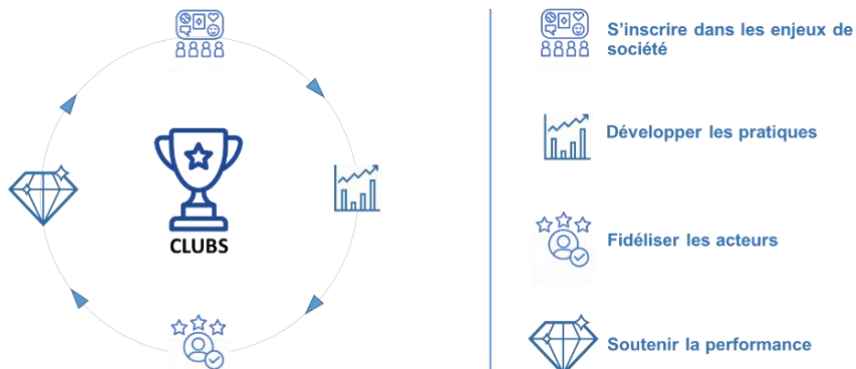 CLUBS
S’inscrire dans les enjeux de
société
Développer les pratiques
Fidéliser les acteurs
Soutenir la performance